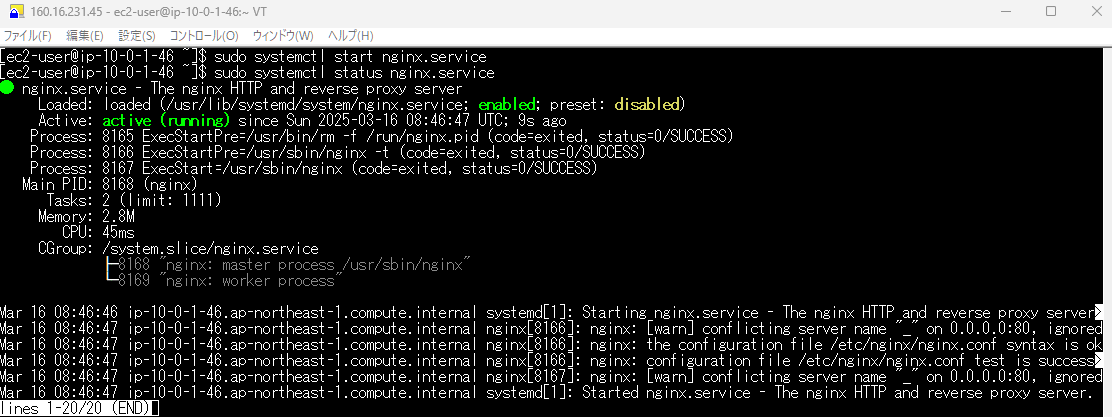 160.16.231.45 - ec2-user@ip-10-0-1-46:~ VT
ファイル(F) 編集(E) 設定(S) コントロール(O) ウィンドウ(W) ヘルプ(H)
[ec2-user@ip-10-0-1-46 ~]$ sudo systemctl start nginx.service
[ec2-user@ip-10-0-1-46 ~]$ sudo systemctl status nginx.service
● nginx.service - The nginx HTTP and reverse proxy server
Loaded: loaded (/usr/lib/systemd/system/nginx.service; enabled; preset: disabled)
Active: active (running) since Sun 2025-03-16 08:46:47 UTC; 9s ago
Process: 8165 ExecStartPre=/usr/bin/rm -f /run/nginx.pid (code=exited, status=0/SUCCESS)
Process: 8166 ExecStartPre=/usr/sbin/nginx -t (code=exited, status=0/SUCCESS)
Process: 8167 ExecStart=/usr/sbin/nginx (code=exited, status=0/SUCCESS)
Main PID: 8168 (nginx)
Tasks: 2 (limit: 1111)
Memory: 2.8M
CPU: 45ms
CGroup: /system.slice/nginx.service
├─8168 "nginx: master process /usr/sbin/nginx"
└─8169 "nginx: worker process"
Mar 16 08:46:46 ip-10-0-1-46.ap-northeast-1.compute.internal systemd[1]: Starting nginx.service - The nginx HTTP and reverse proxy server>
Mar 16 08:46:47 ip-10-0-1-46.ap-northeast-1.compute.internal nginx[8166]: nginx: [warn] conflicting server name "_" on 0.0.0.0:80, ignored
Mar 16 08:46:47 ip-10-0-1-46.ap-northeast-1.compute.internal nginx[8166]: nginx: the configuration file /etc/nginx/nginx.conf syntax is ok
Mar 16 08:46:47 ip-10-0-1-46.ap-northeast-1.compute.internal nginx[8166]: nginx: configuration file /etc/nginx/nginx.conf test is success>
Mar 16 08:46:47 ip-10-0-1-46.ap-northeast-1.compute.internal nginx[8167]: nginx: [warn] conflicting server name "_" on 0.0.0.0:80, ignored
Mar 16 08:46:47 ip-10-0-1-46.ap-northeast-1.compute.internal systemd[1]: Started nginx.service - The nginx HTTP and reverse proxy server.
lines 1-20/20 (END)